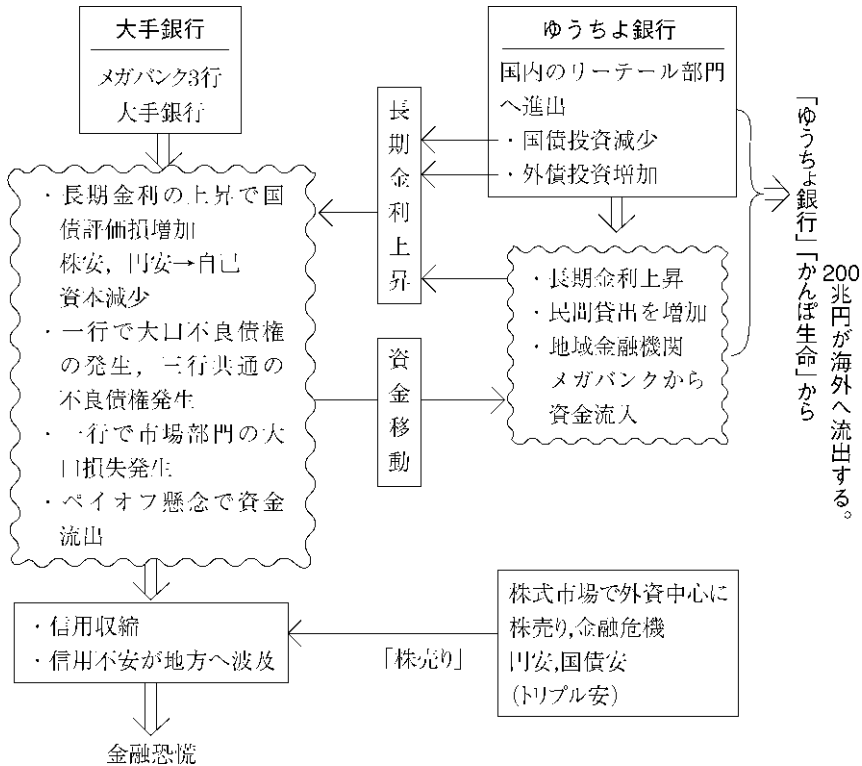 大手銀行
メガバンク3行
大手銀行
ゆうちょ銀行
国内のリーテール部門
へ進出
・国債投資減少
・外債投資増加
長期金利上昇
・長期金利の上昇で国
債評価損増加
株安，円安→自己
資本減少
・一行で大口不良債権
の発生，三行共通の
不良債権発生
・一行で市場部門の大
口損失発生
・ペイオフ懸念で資金
流出
・長期金利上昇
・民間貸出を増加
・地域金融機関
メガバンクから
資金流入
資金移動
「ゆうちょ銀行」「かんぽ生命」から
200兆円が海外へ流出する。
・信用収縮
・信用不安が地方へ波及
「株売り」
株式市場で外資中心に
株売り,金融危機
円安,国債安
(トリプル安)
金融恐慌